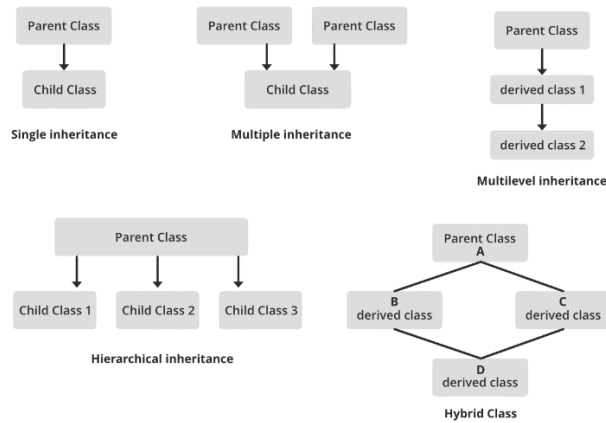 Parent Class
Child Class
Single inheritance
Parent Class
Parent Class
Child Class
Multiple inheritance
Parent Class
derived class 1
derived class 2
Multilevel inheritance
Parent Class
Child Class 1
Child Class 2
Child Class 3
Hierarchical inheritance
Parent Class
A
B
derived class
C
derived class
D
derived class
Hybrid Class